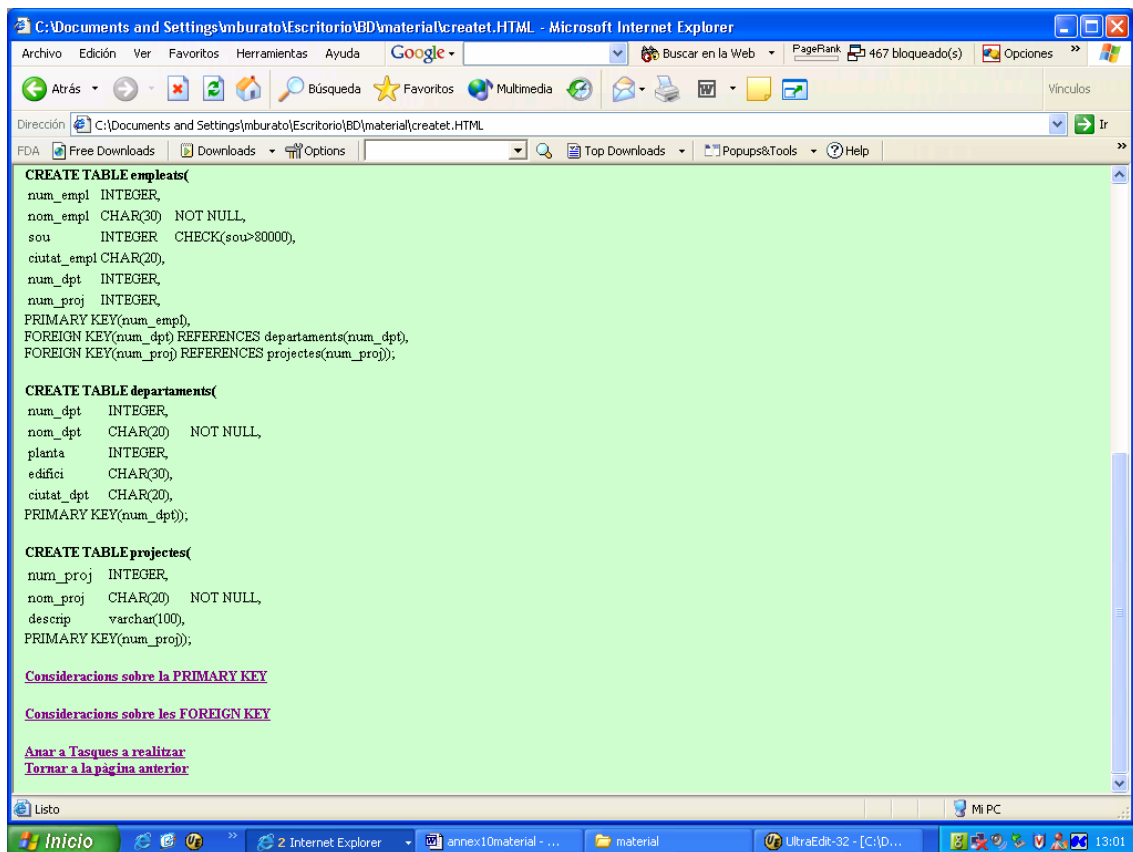 C:\Documents and Settings\mburato\Escritorio\BD\material\createt.HTML - Microsoft Internet Explorer
Archivo Edición Ver Favoritos Herramientas Ayuda Google Buscar en la Web PageRank 467 bloqueado(s) Opciones »
Atrás Búsqueda Favoritos Multimedia Vínculos
Dirección C:\Documents and Settings\mburato\Escritorio\BD\material\createt.HTML Ir
FDA Free Downloads Downloads Options Top Downloads Popups&Tools Help »
CREATE TABLE empleats(
num_empl INTEGER,
nom_empl CHAR(30) NOT NULL,
sou INTEGER CHECK(sou>80000),
ciutat_empl CHAR(20),
num_dpt INTEGER,
num_proj INTEGER,
PRIMARY KEY(num_empl),
FOREIGN KEY(num_dpt) REFERENCES departaments(num_dpt),
FOREIGN KEY(num_proj) REFERENCES projectes(num_proj));
CREATE TABLE departaments(
num_dpt INTEGER,
nom_dpt CHAR(20) NOT NULL,
planta INTEGER,
edifici CHAR(30),
ciutat_dpt CHAR(20),
PRIMARY KEY(num_dpt));
CREATE TABLE projectes(
num_proj INTEGER,
nom_proj CHAR(20) NOT NULL,
descrip varchar(100),
PRIMARY KEY(num_proj));
Consideracions sobre la PRIMARY KEY
Consideracions sobre les FOREIGN KEY
Anar a Tasques a realitzar
Tornar a la pàgina anterior
Listo Mi PC
Inicio » 2 Internet Explorer annex10material - ... material UltraEdit-32 - [C:\D... 13:01